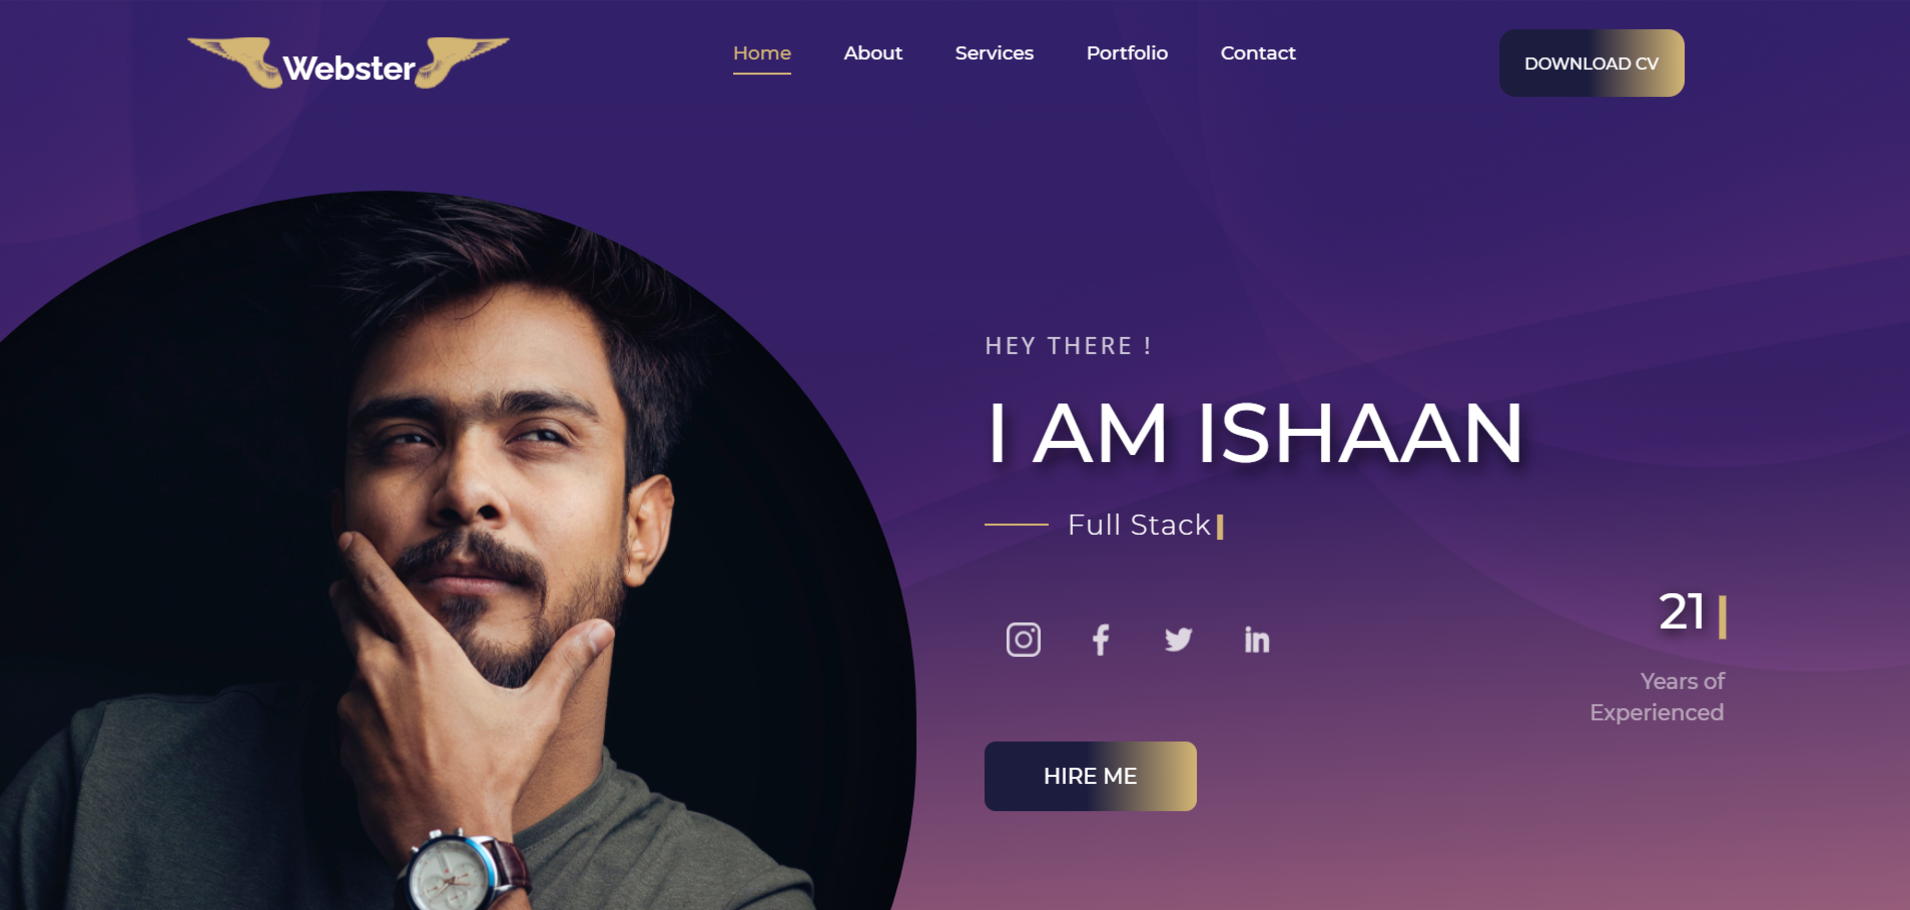 Webster
Home About Services Portfolio Contact
DOWNLOAD CV
HEY THERE !
I AM ISHAAN
Full Stack
21
Years of
Experienced
HIRE ME